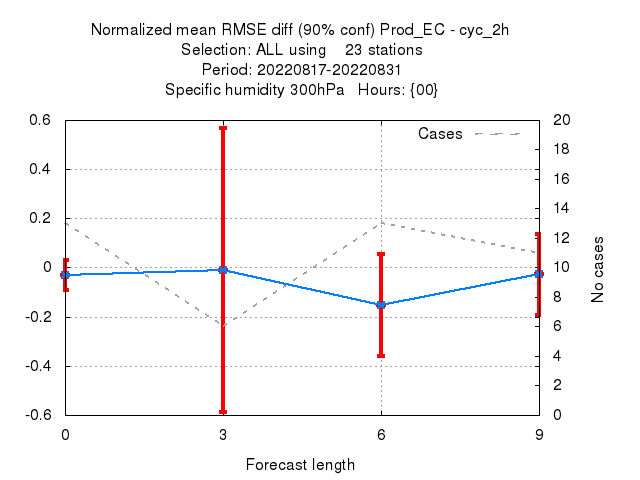 Normalized mean RMSE diff (90% conf) Prod_EC - cyc_2h
Selection: ALL using    23 stations
Period: 20220817-20220831
Specific humidity 300hPa   Hours: {00}
Cases
0.6
0.4
0.2
0
-0.2
-0.4
-0.6
20
18
16
14
12
10
8
6
4
2
0
No cases
0 3 6 9
Forecast length